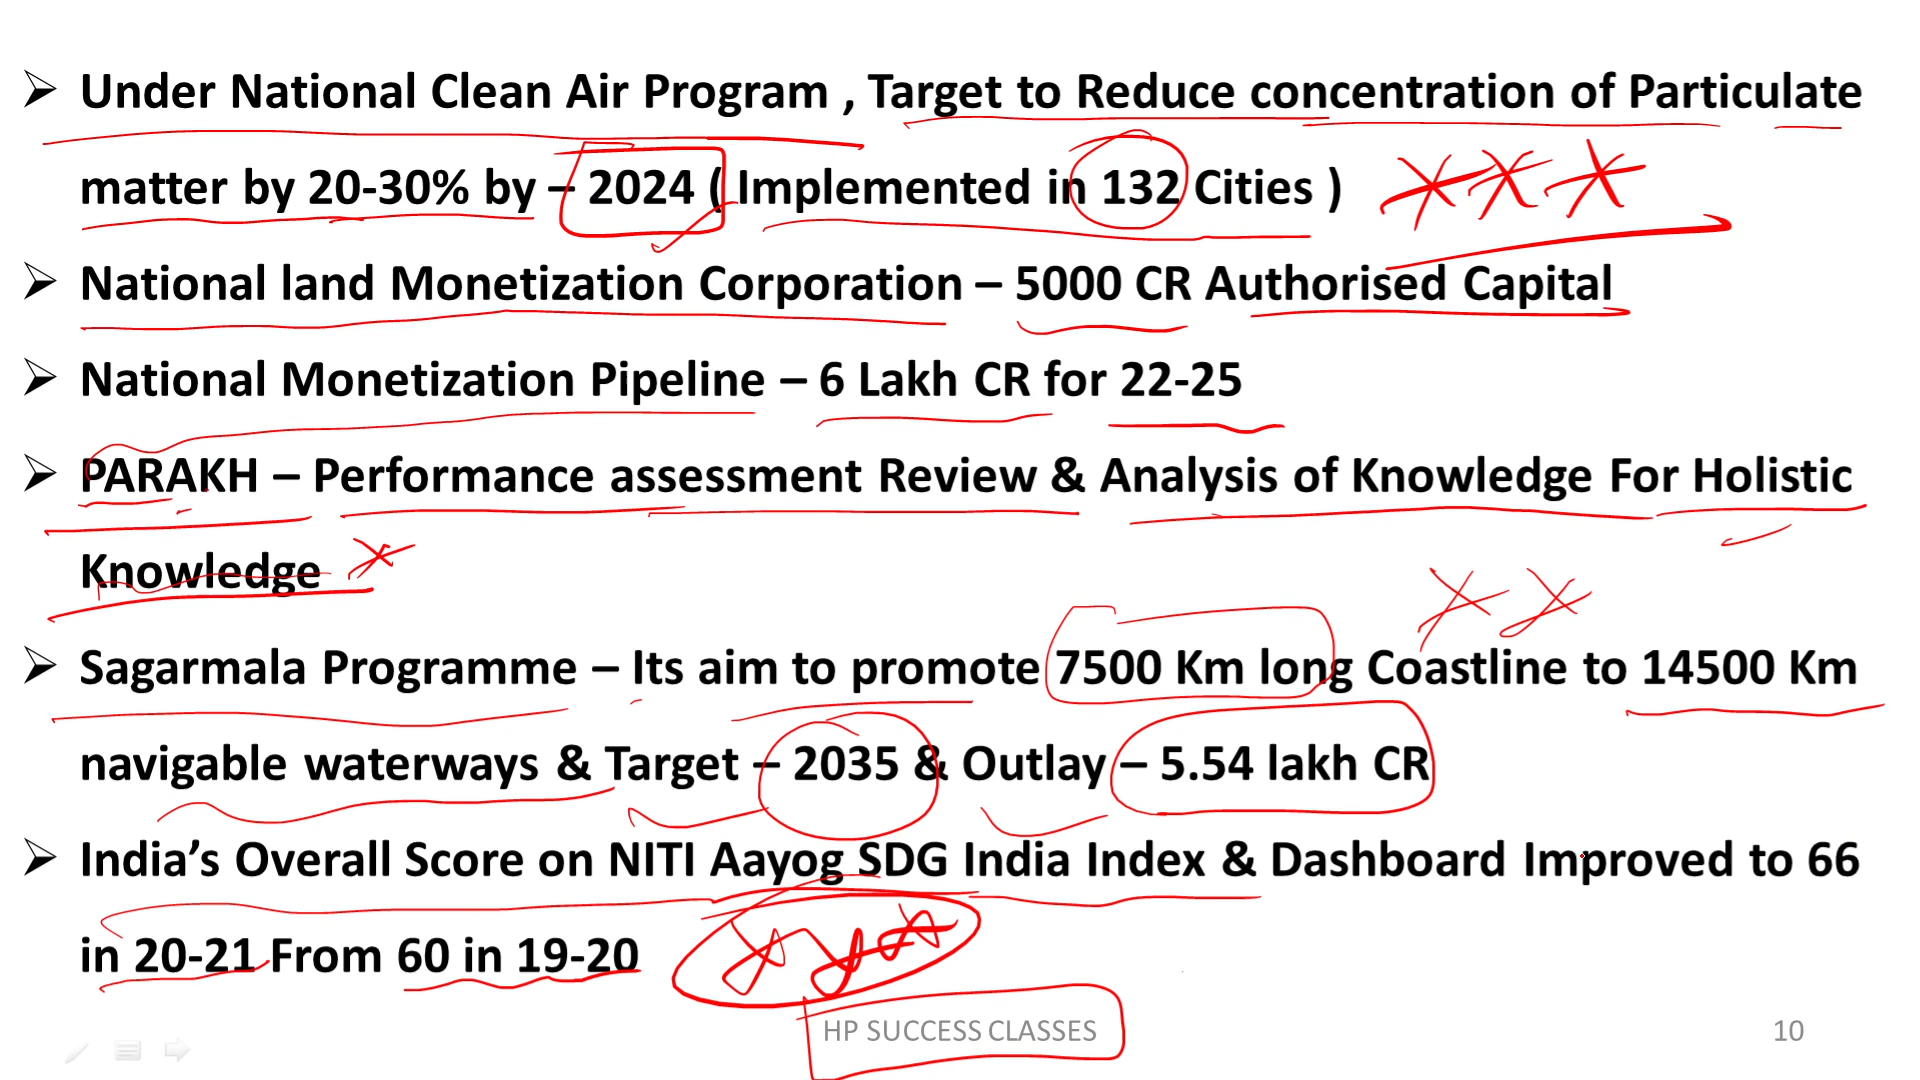 ➢ Under National Clean Air Program , Target to Reduce concentration of Particulate
matter by 20-30% by – 2024 ( Implemented in 132 Cities )
➢ National land Monetization Corporation – 5000 CR Authorised Capital
➢ National Monetization Pipeline – 6 Lakh CR for 22-25
➢ PARAKH – Performance assessment Review & Analysis of Knowledge For Holistic
Knowledge
➢ Sagarmala Programme – Its aim to promote 7500 Km long Coastline to 14500 Km
navigable waterways & Target – 2035 & Outlay – 5.54 lakh CR
➢ India’s Overall Score on NITI Aayog SDG India Index & Dashboard Improved to 66
in 20-21 From 60 in 19-20
HP SUCCESS CLASSES
10